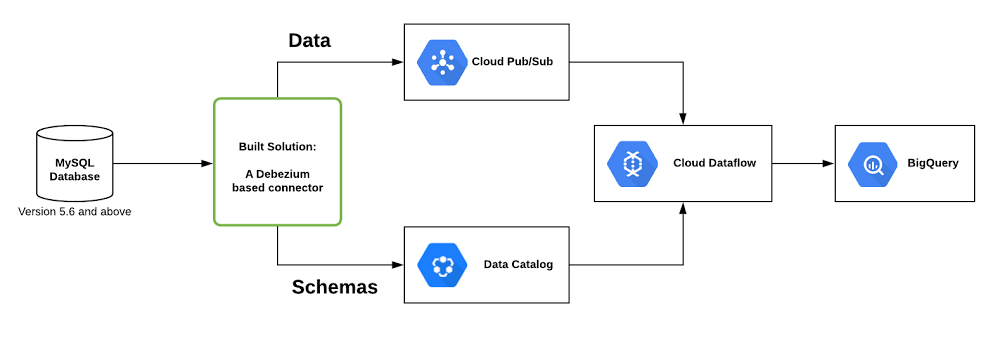 Data
Cloud Pub/Sub
Built Solution:
A Debezium
based connector
MySQL
Database
Version 5.6 and above
Cloud Dataflow
BigQuery
Data Catalog
Schemas